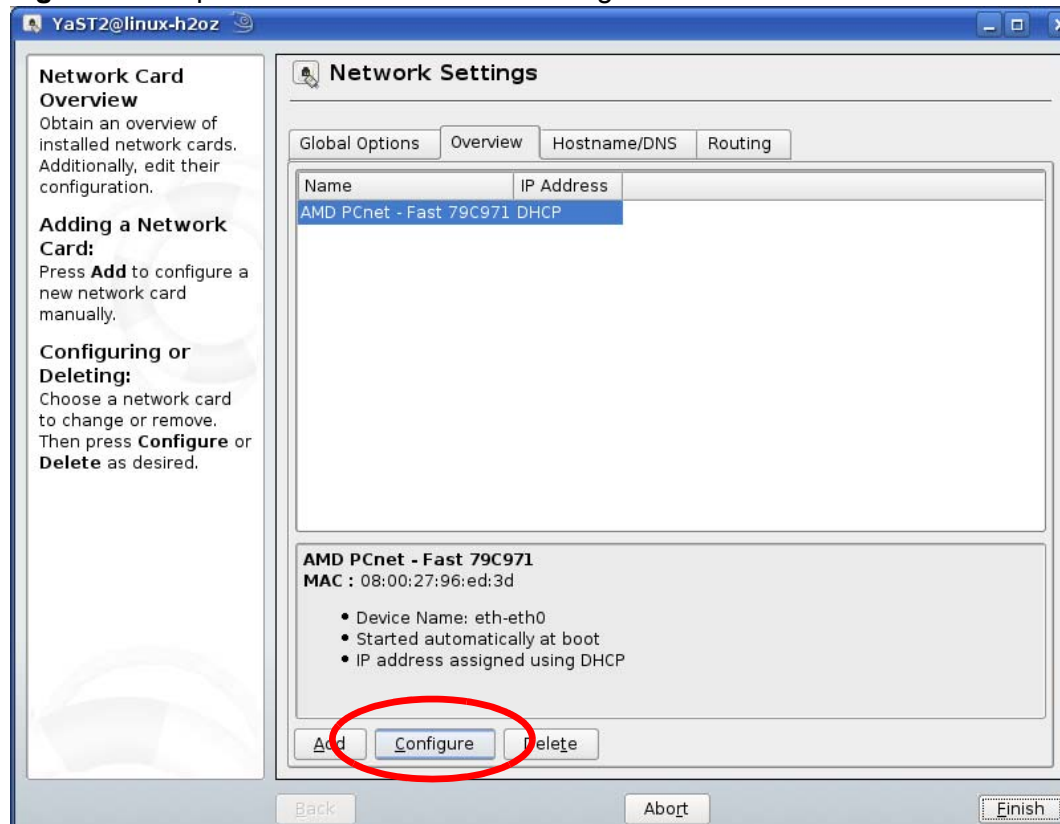 YaST2@linux-h2oz
Network Card
Overview
Obtain an overview of
installed network cards.
Additionally, edit their
configuration.
Adding a Network
Card:
Press Add to configure a
new network card
manually.
Configuring or
Deleting:
Choose a network card
to change or remove.
Then press Configure or
Delete as desired.
Network Settings
Global Options Overview Hostname/DNS Routing
Name IP Address
AMD PCnet - Fast 79C971 DHCP
AMD PCnet - Fast 79C971
MAC : 08:00:27:96:ed:3d
• Device Name: eth-eth0
• Started automatically at boot
• IP address assigned using DHCP
Add Configure Delete
Back Abort Finish